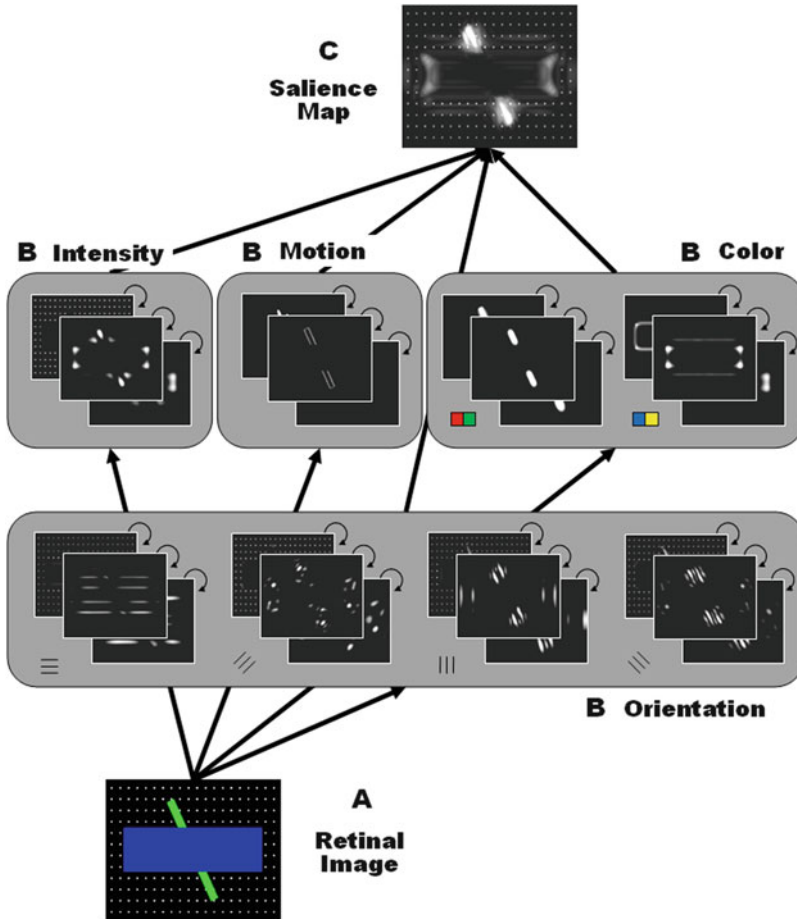 C
Salience
Map
B Intensity
B Motion
B Color
B Orientation
A
Retinal
Image